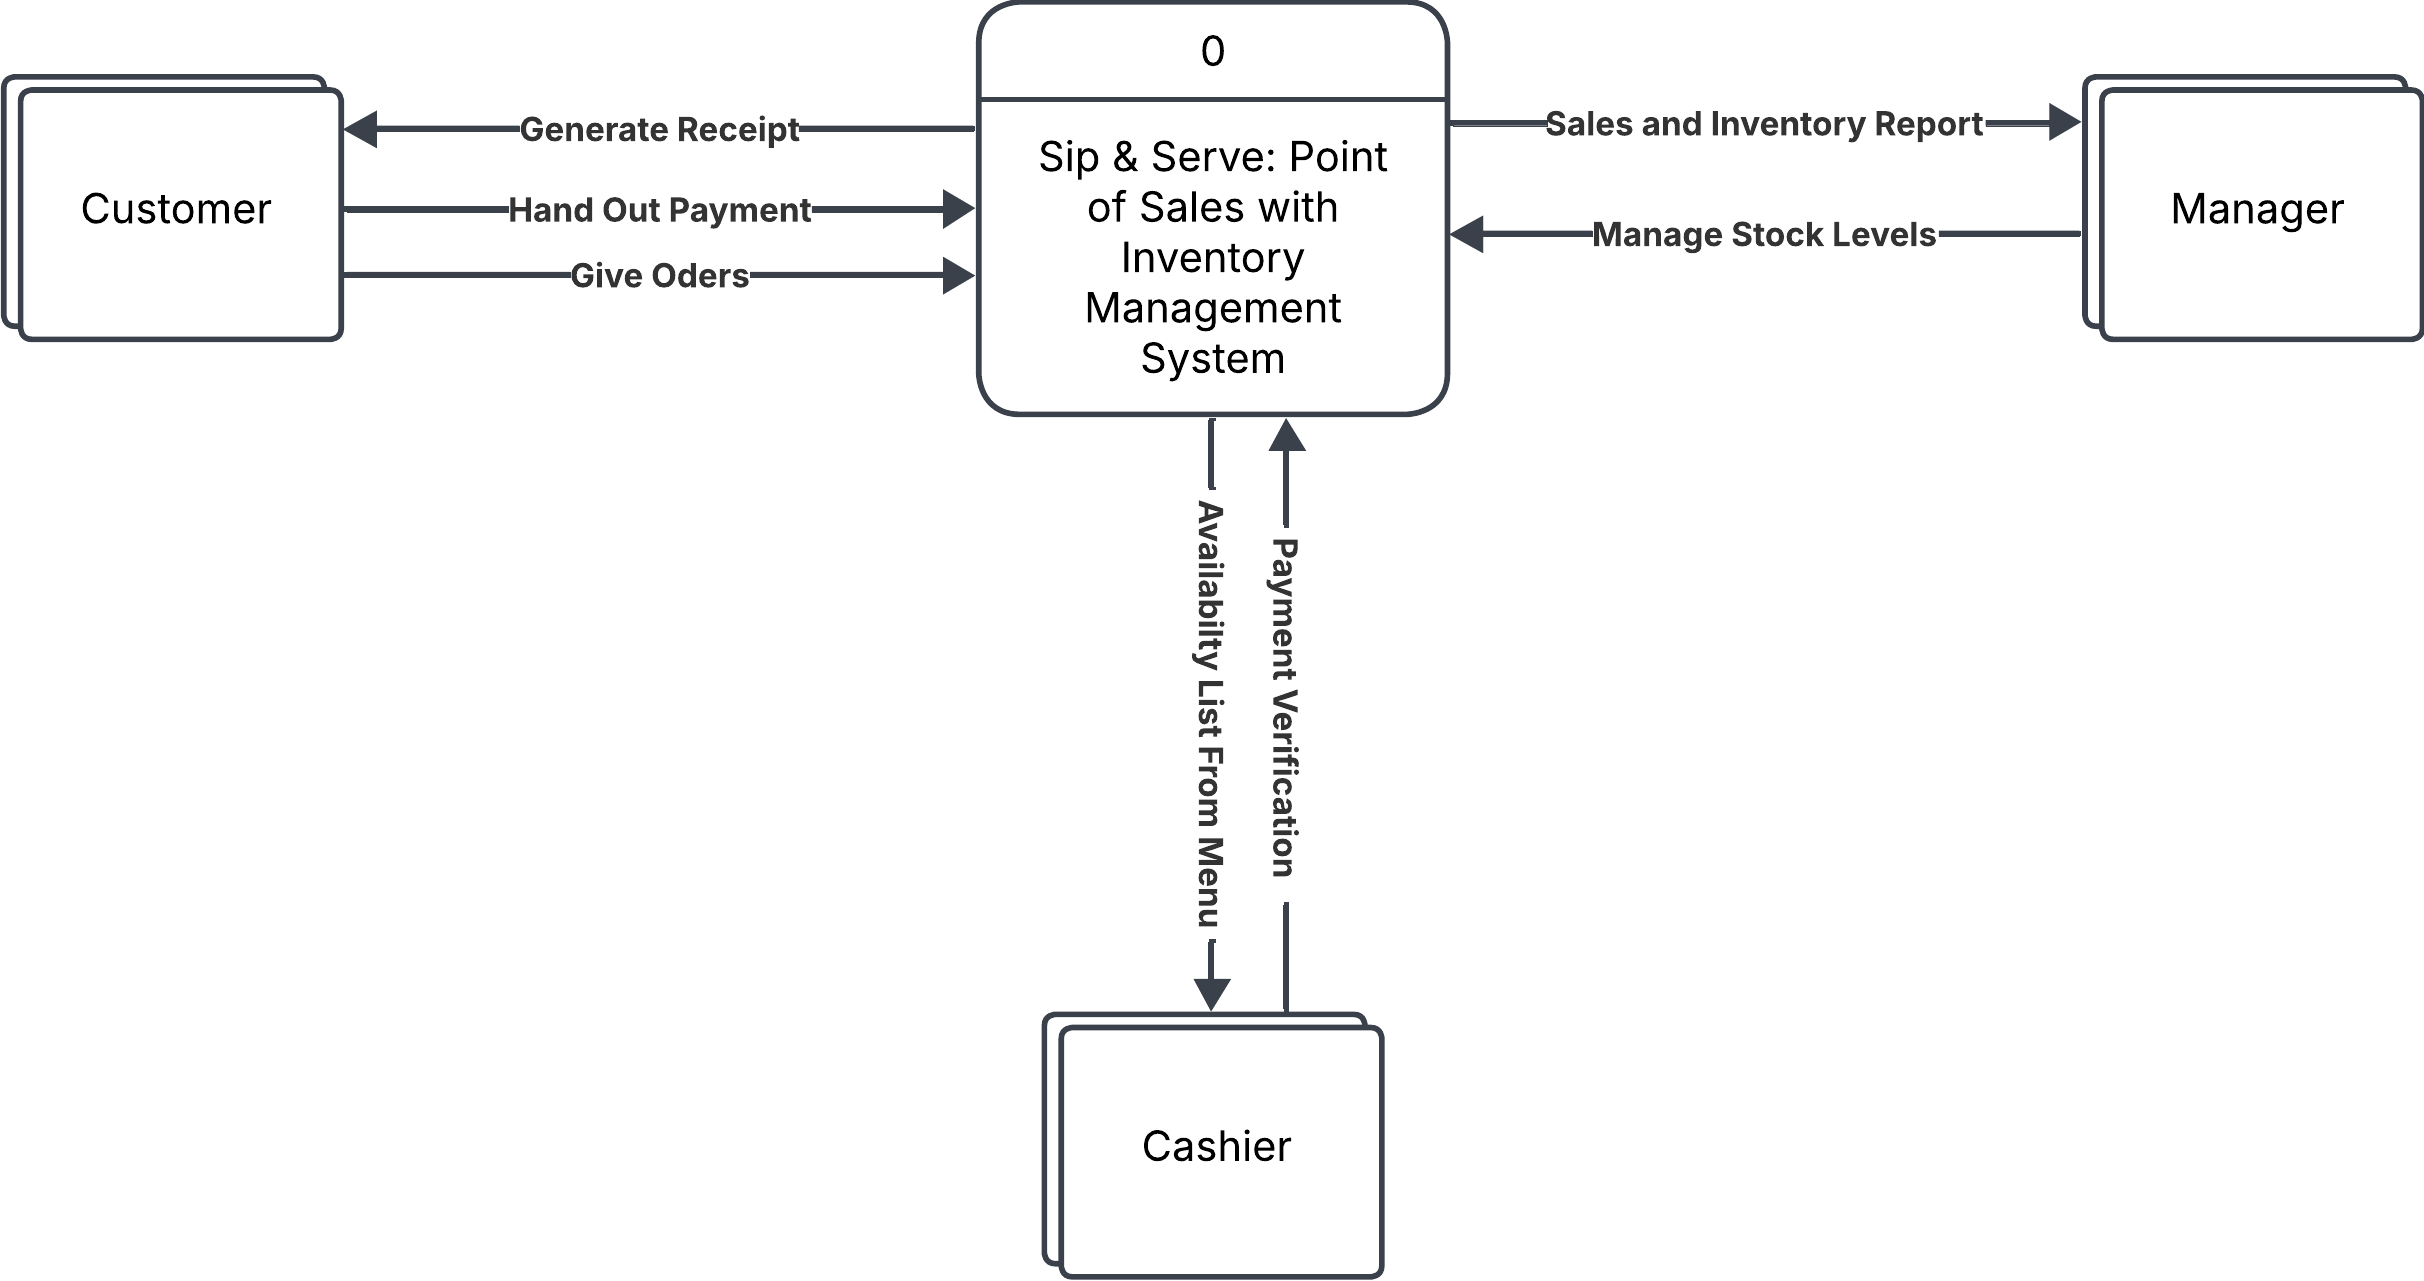 0
Sip & Serve: Point
of Sales with
Inventory
Management
System
Customer
Generate Receipt
Hand Out Payment
Give Oders
Sales and Inventory Report
Manage Stock Levels
Manager
Availabilty List From Menu
Payment Verification
Cashier